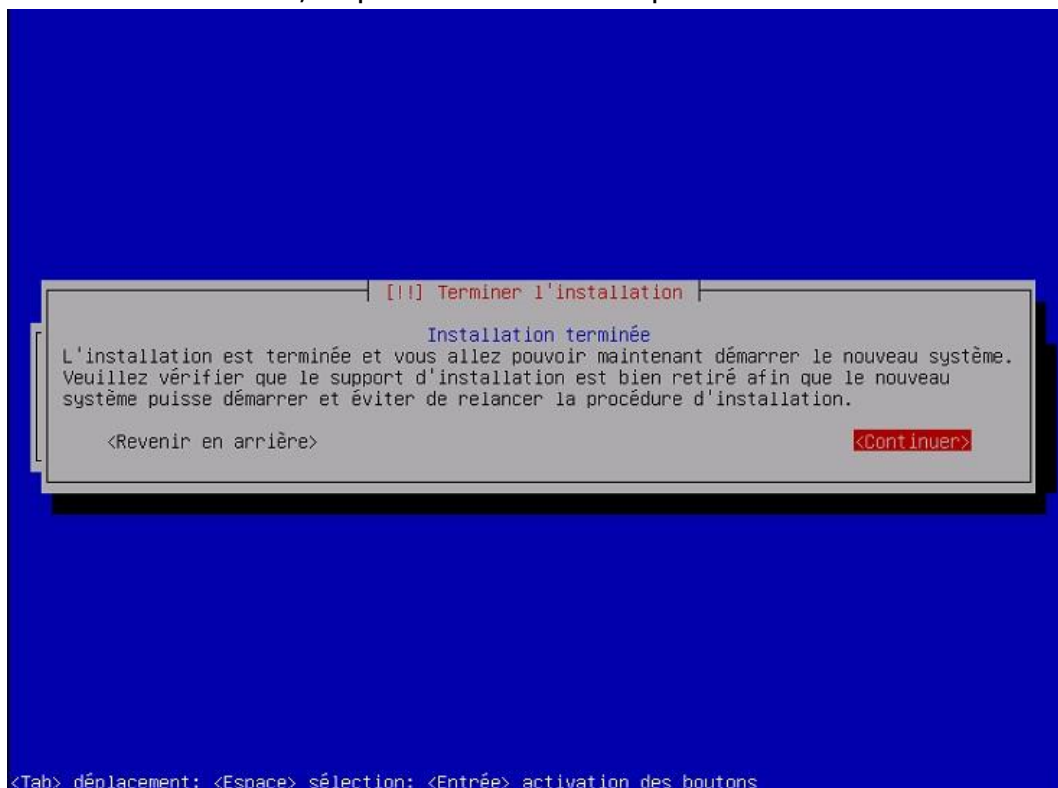 [!!] Terminer l'installation
Installation terminée
L'installation est terminée et vous allez pouvoir maintenant démarrer le nouveau système.
Veuillez vérifier que le support d'installation est bien retiré afin que le nouveau
système puisse démarrer et éviter de relancer la procédure d'installation.
<Revenir en arrière> <Continuer>
<Tab> déplacement; <Espace> sélection; <Entrée> activation des boutons